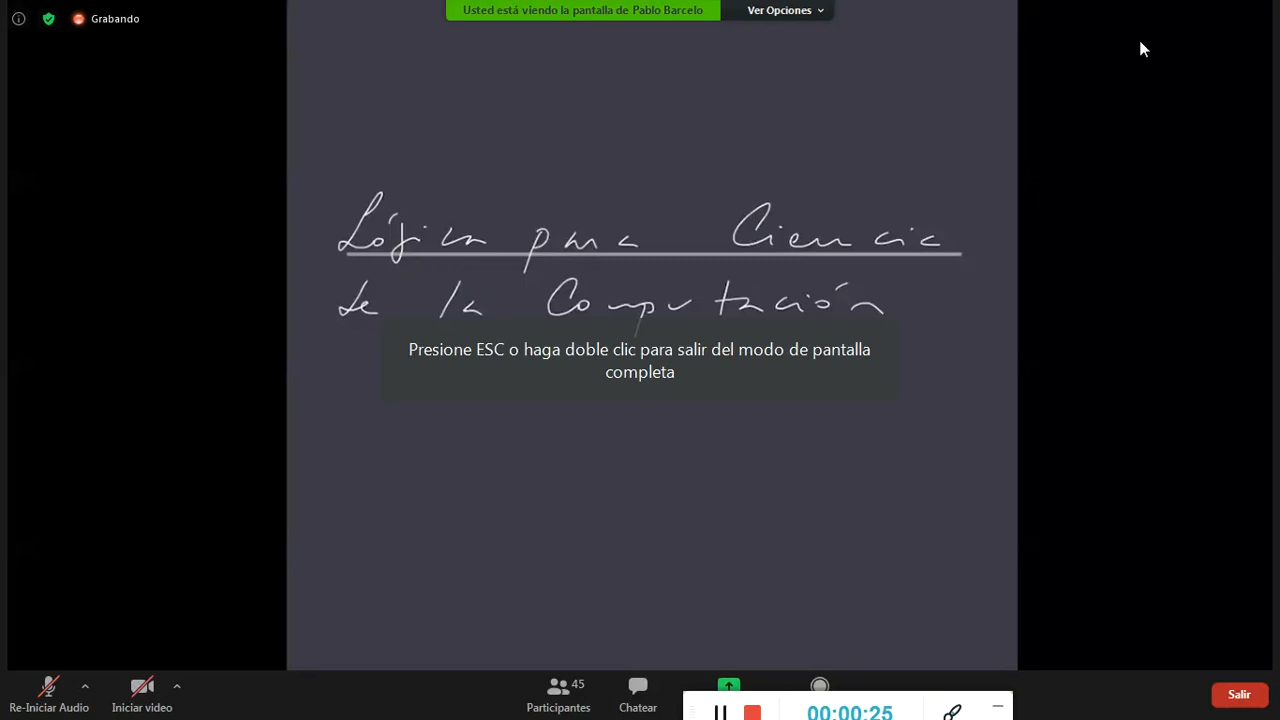 Grabando
Usted está viendo la pantalla de Pablo Barcelo
Ver Opciones
Lógica para Ciencia
de la Computación
Presione ESC o haga doble clic para salir del modo de pantalla
completa
Re-Iniciar Audio
Iniciar video
45
Participantes
Chatear
00:00:25
Salir